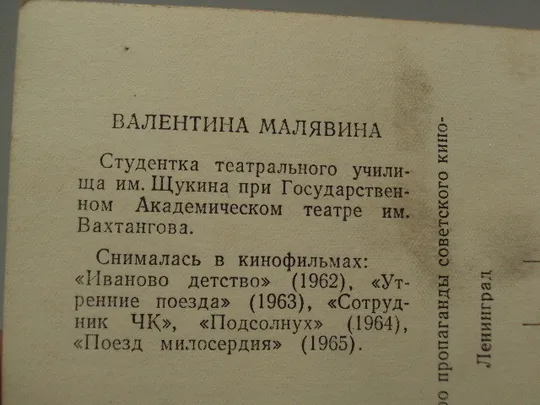 ВАЛЕНТИНА МАЛЯВИНА
Студентка театрального учили-
ща им. Щукина при Государствен-
ном Академическом театре им.
Вахтангова.
Снималась в кинофильмах:
«Иваново детство» (1962), «Ут-
ренние поезда» (1963), «Сотруд-
ник ЧК», «Подсолнух» (1964),
«Поезд милосердия» (1965).
ро пропаганды советского кино-
Ленинград